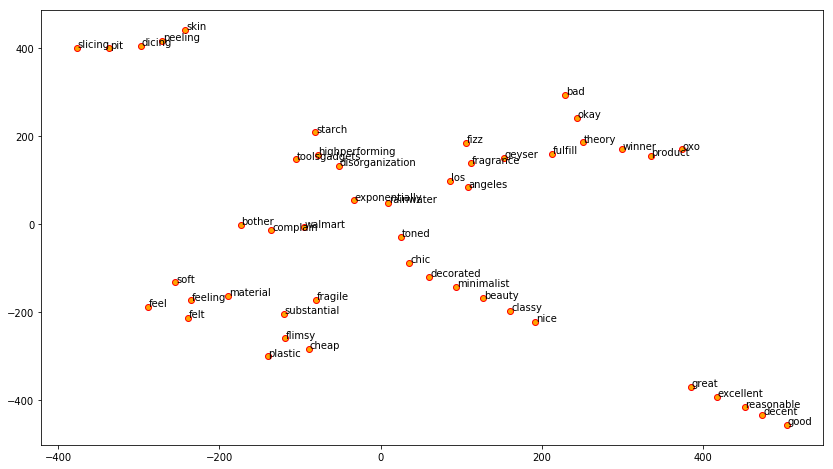 skin
peeling
dicing
slicing
pit
400
bad
okay
starch
200
fizz
theory
winner
oxo
highperforming
toolsgadgets
product
fulfill
geyser
fragrance
disorganization
los
angeles
exponentially
rainwater
bother
walmart
complain
0
toned
chic
decorated
soft
minimalist
material
beauty
feeling
fragile
feel
classy
substantial
felt
nice
-200
flimsy
cheap
plastic
great
excellent
-400
reasonable
decent
good
-400 -200 0 200 400